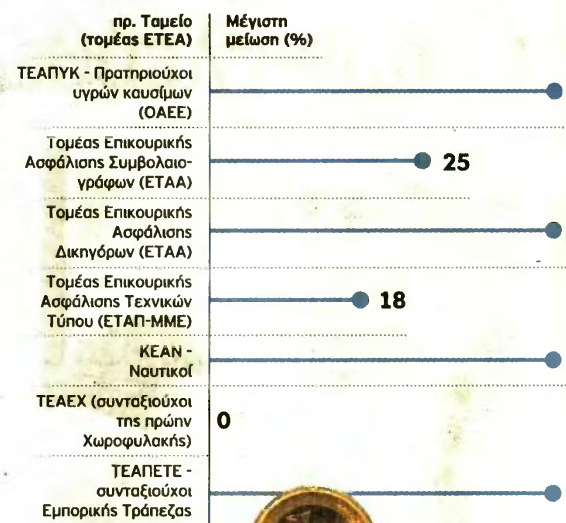 πρ. Ταμείο
(τομέας ΕΤΕΑ)
Μέγιστη
μείωση (%)
ΤΕΑΠΥΚ - Πρατηριούχοι
υγρών καυσίμων
(ΟΑΕΕ)
Τομέας Επικουρικής
Ασφάλισης Συμβολαιο-
γράφων (ΕΤΑΑ)
25
Τομέας Επικουρικής
Ασφάλισης
Δικηγόρων (ΕΤΑΑ)
Τομέας Επικουρικής
Ασφάλισης Τεχνικών
Τύπου (ΕΤΑΠ-ΜΜΕ)
18
ΚΕΑΝ -
Ναυτικοί
ΤΕΑΕΧ (συνταξιούχοι
της πρώην
Χωροφυλακής)
0
ΤΕΑΠΕΤΕ -
συνταξιούχοι
Εμπορικής Τράπεζας